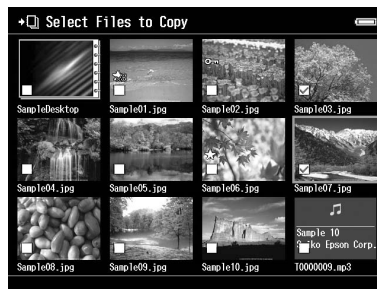 Select Files to Copy
SampleDesktop Sample01.jpg Sample02.jpg Sample03.jpg
Sample04.jpg Sample05.jpg Sample06.jpg Sample07.jpg
Sample 10
Epson Corp.
Sample08.jpg Sample09.jpg Sample10.jpg T0000009.mp3